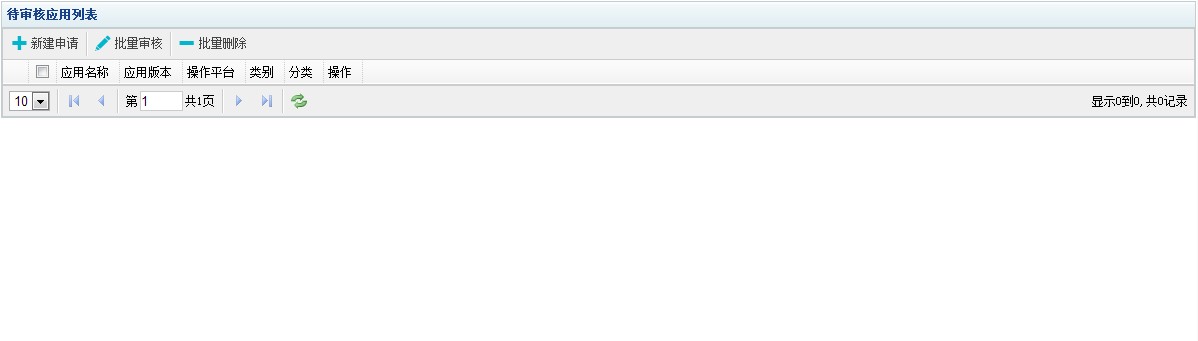 待审核应用列表
新建申请 批量审核 批量删除
应用名称 应用版本 操作平台 类别 分类 操作
10 第 1 共1页 显示0到0, 共0记录